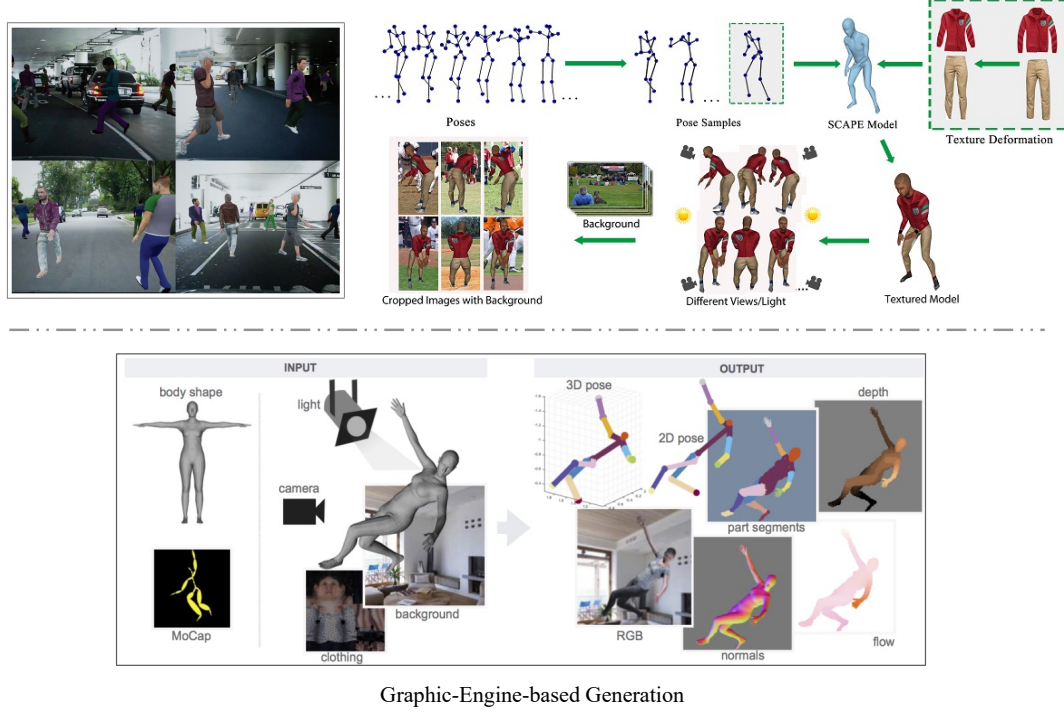 Poses
Pose Samples
SCAPE Model
Texture Deformation
Background
Cropped Images with Background
Different Views/Light
Textured Model
INPUT
OUTPUT
body shape
light
camera
MoCap
background
clothing
3D pose
2D pose
depth
part segments
RGB
normals
flow
Graphic-Engine-based Generation